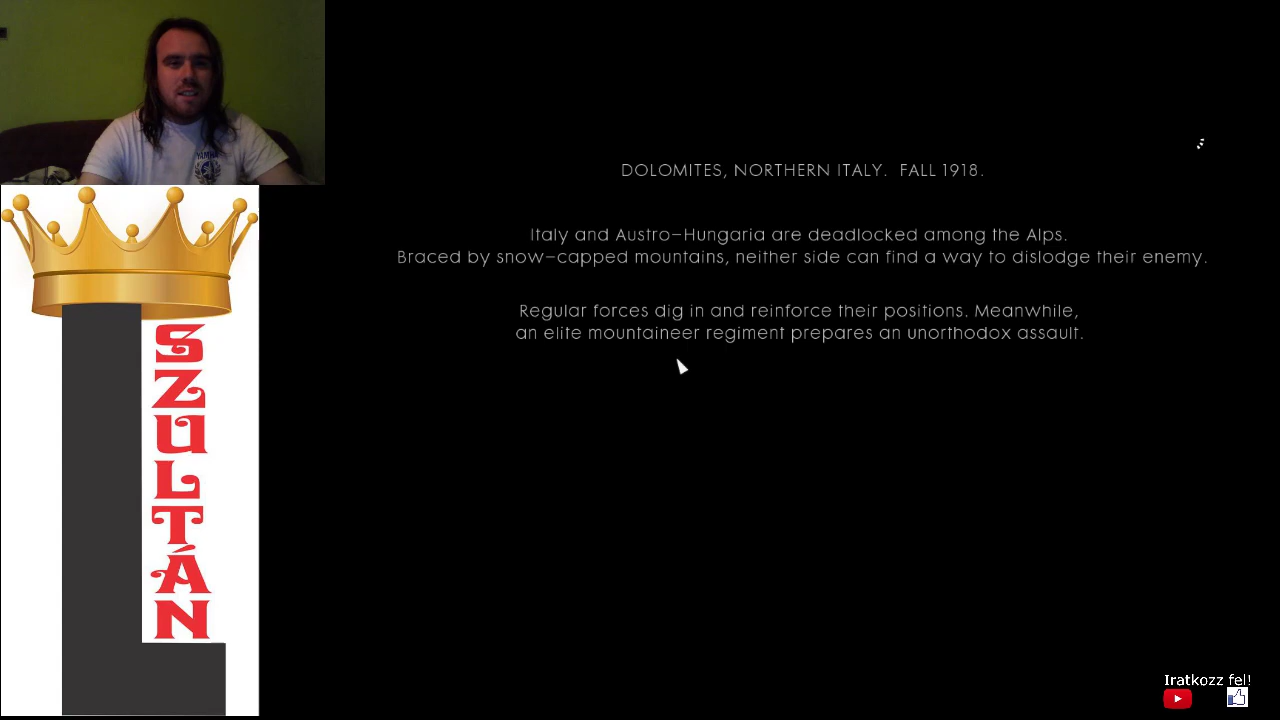 DOLOMITES, NORTHERN ITALY. FALL 1918.
Italy and Austro-Hungaria are deadlocked among the Alps.
Braced by snow-capped mountains, neither side can find a way to dislodge their enemy.
Regular forces dig in and reinforce their positions. Meanwhile,
an elite mountaineer regiment prepares an unorthodox assault.
L
SZULTÁN
Iratkozz fel!